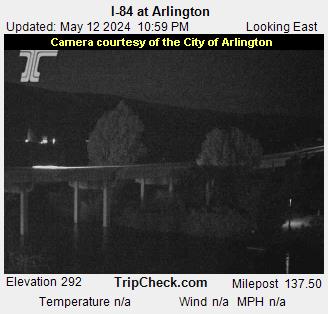 I-84 at Arlington
Updated: May 12 2024 10:59 PM Looking East
Camera courtesy of the City of Arlington
Elevation 292 TripCheck.com Milepost 137.50
Temperature n/a Wind n/a MPH n/a